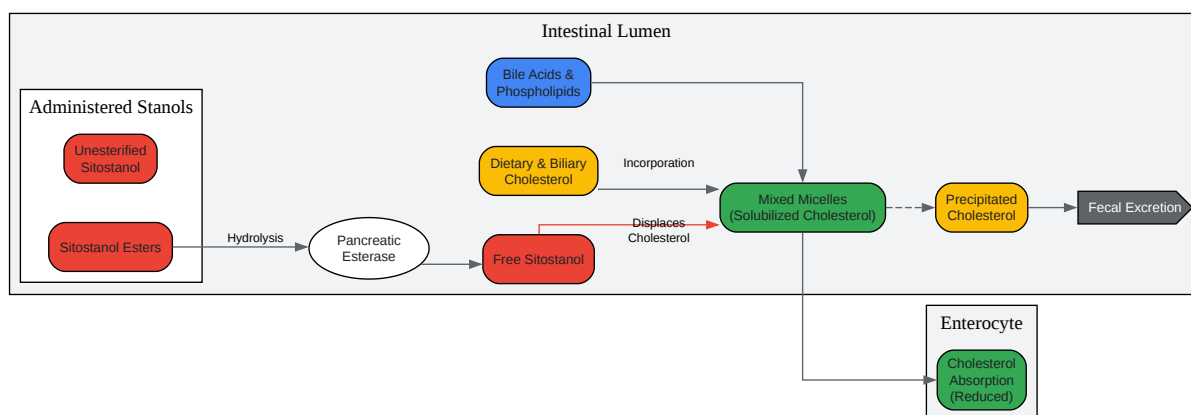 Intestinal Lumen
Administered Stanols
Unesterified
Sitostanol
Sitostanol Esters
Hydrolysis
Pancreatic
Esterase
Bile Acids &
Phospholipids
Dietary & Biliary
Cholesterol
Incorporation
Free Sitostanol
Displaces
Cholesterol
Mixed Micelles
(Solubilized Cholesterol)
Precipitated
Cholesterol
Fecal Excretion
Enterocyte
Cholesterol
Absorption
(Reduced)